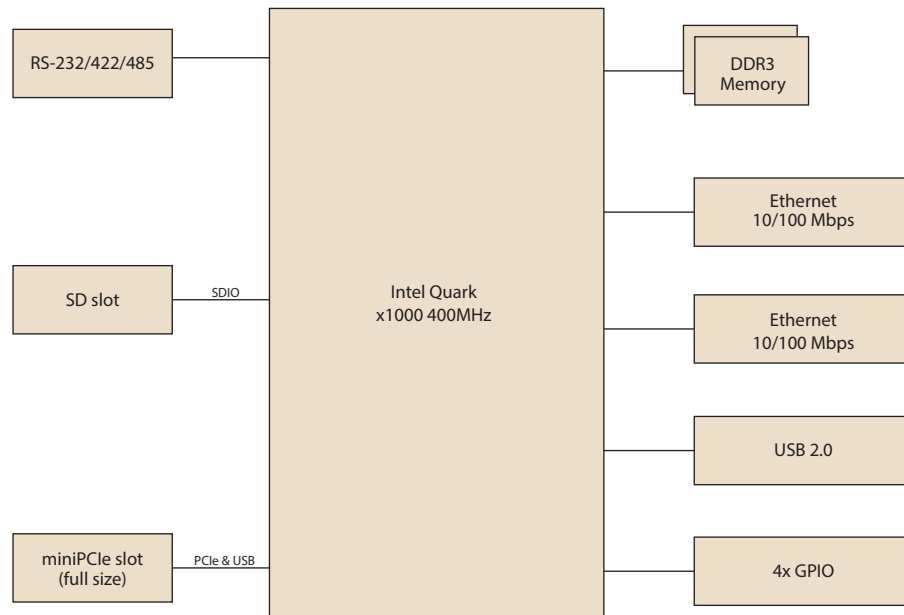 RS-232/422/485
DDR3
Memory
Ethernet
10/100 Mbps
SD slot
SDIO
Intel Quark
x1000 400MHz
Ethernet
10/100 Mbps
USB 2.0
miniPCIe slot
(full size)
PCIe & USB
4x GPIO